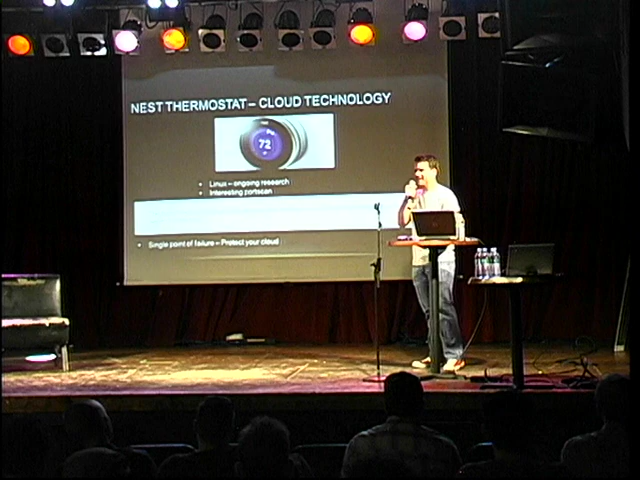 NEST THERMOSTAT – CLOUD TECHNOLOGY
72
• Linux – ongoing research
• Interesting portscan
• Single point of failure – Protect your cloud